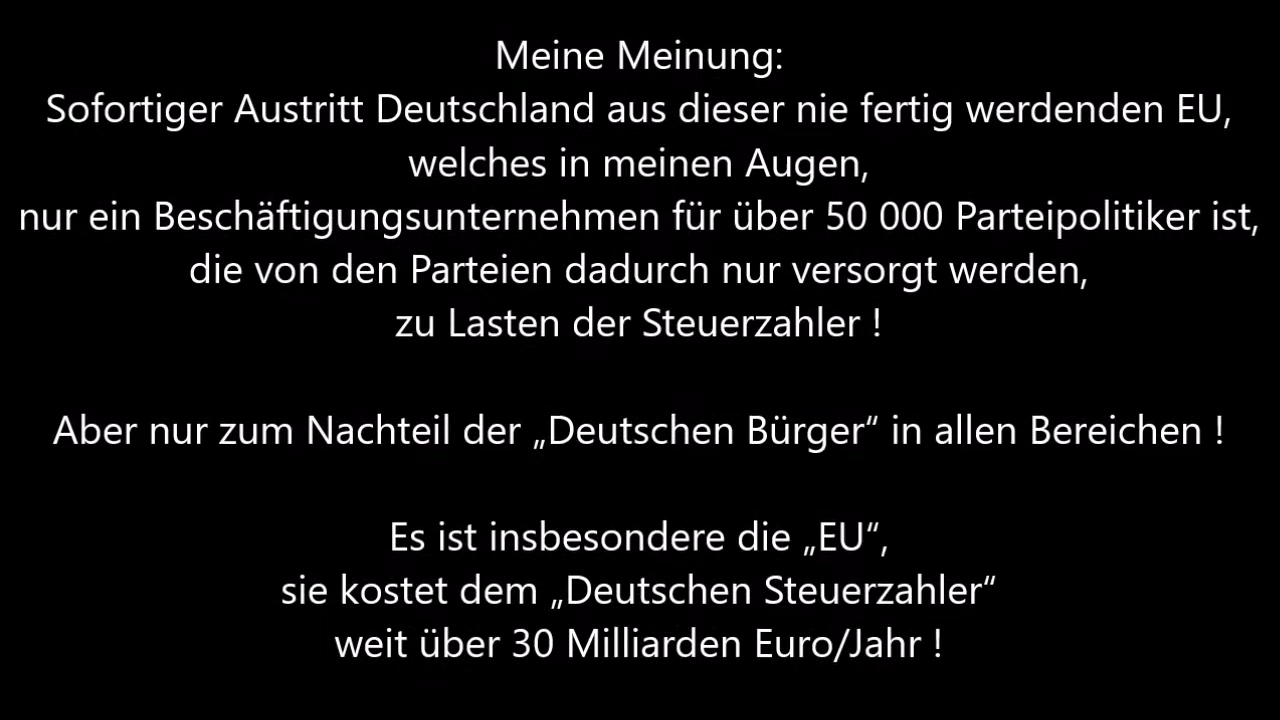 Meine Meinung:
Sofortiger Austritt Deutschland aus dieser nie fertig werdenden EU,
welches in meinen Augen,
nur ein Beschäftigungsunternehmen für über 50 000 Parteipolitiker ist,
die von den Parteien dadurch nur versorgt werden,
zu Lasten der Steuerzahler !
Aber nur zum Nachteil der „Deutschen Bürger“ in allen Bereichen !
Es ist insbesondere die „EU“,
sie kostet dem „Deutschen Steuerzahler“
weit über 30 Milliarden Euro/Jahr !